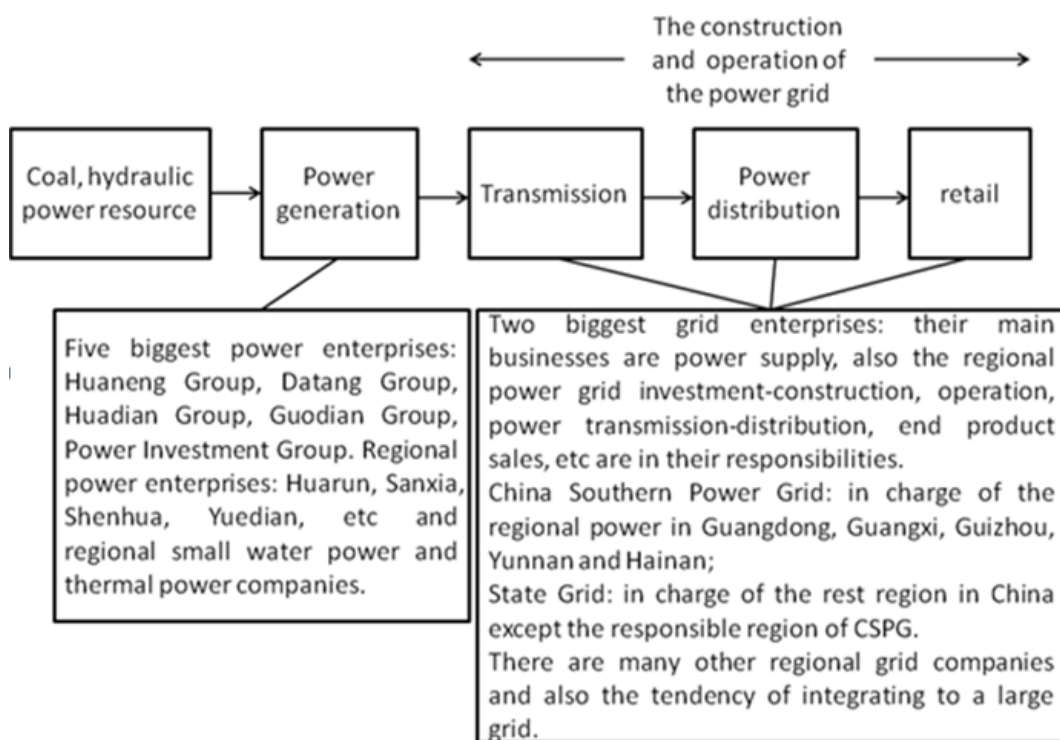 The construction
and operation of
the power grid
Coal, hydraulic
power resource
Power
generation
Transmission
Power
distribution
retail
Five biggest power enterprises:
Huaneng Group, Datang Group,
Huadian Group, Guodian Group,
Power Investment Group. Regional
power enterprises: Huarun, Sanxia,
Shenhua, Yuedian, etc and
regional small water power and
thermal power companies.
Two biggest grid enterprises: their main
businesses are power supply, also the regional
power grid investment-construction, operation,
power transmission-distribution, end product
sales, etc are in their responsibilities.
China Southern Power Grid: in charge of the
regional power in Guangdong, Guangxi, Guizhou,
Yunnan and Hainan;
State Grid: in charge of the rest region in China
except the responsible region of CSPG.
There are many other regional grid companies
and also the tendency of integrating to a large
grid.